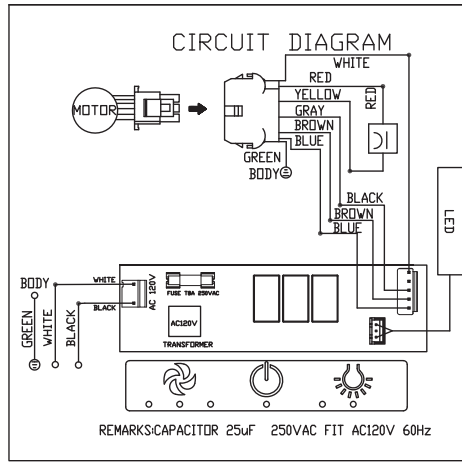 CIRCUIT DIAGRAM
WHITE
RED
YELLOW
GRAY
BROWN
BLUE
RED
MOTOR
GREEN
BODY
BLACK
BROWN
BLUE
LED
BODY
WHITE
BLACK
AC 120V
FUSE T8A 250VAC
AC120V
TRANSFORMER
GREEN
WHITE
BLACK
REMARKS:CAPACITOR 25uF 250VAC FIT AC120V 60Hz